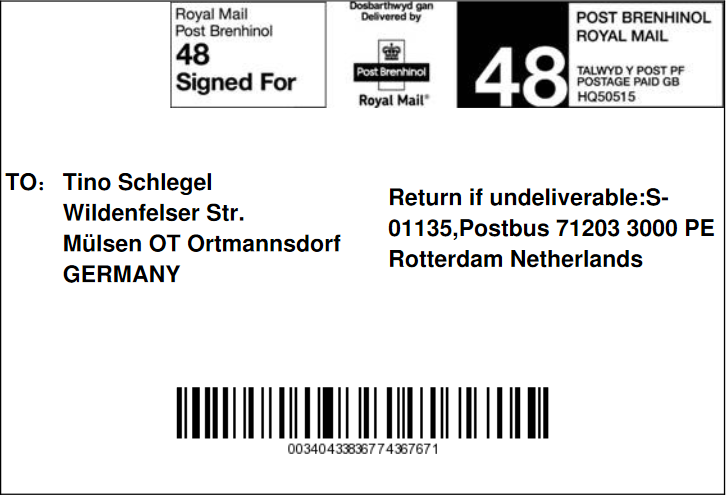 Royal Mail
Post Brenhinol
48
Signed For
Dosbarthwyd gan
Delivered by
Post Brenhinol
Royal Mail®
48
POST BRENHINOL
ROYAL MAIL
TALWYD Y POST PF
POSTAGE PAID GB
HQ50515
TO: Tino Schlegel
Wildenfelser Str.
Mülsen OT Ortmannsdorf
GERMANY
Return if undeliverable:S-
01135,Postbus 71203 3000 PE
Rotterdam Netherlands
00340433836774367671